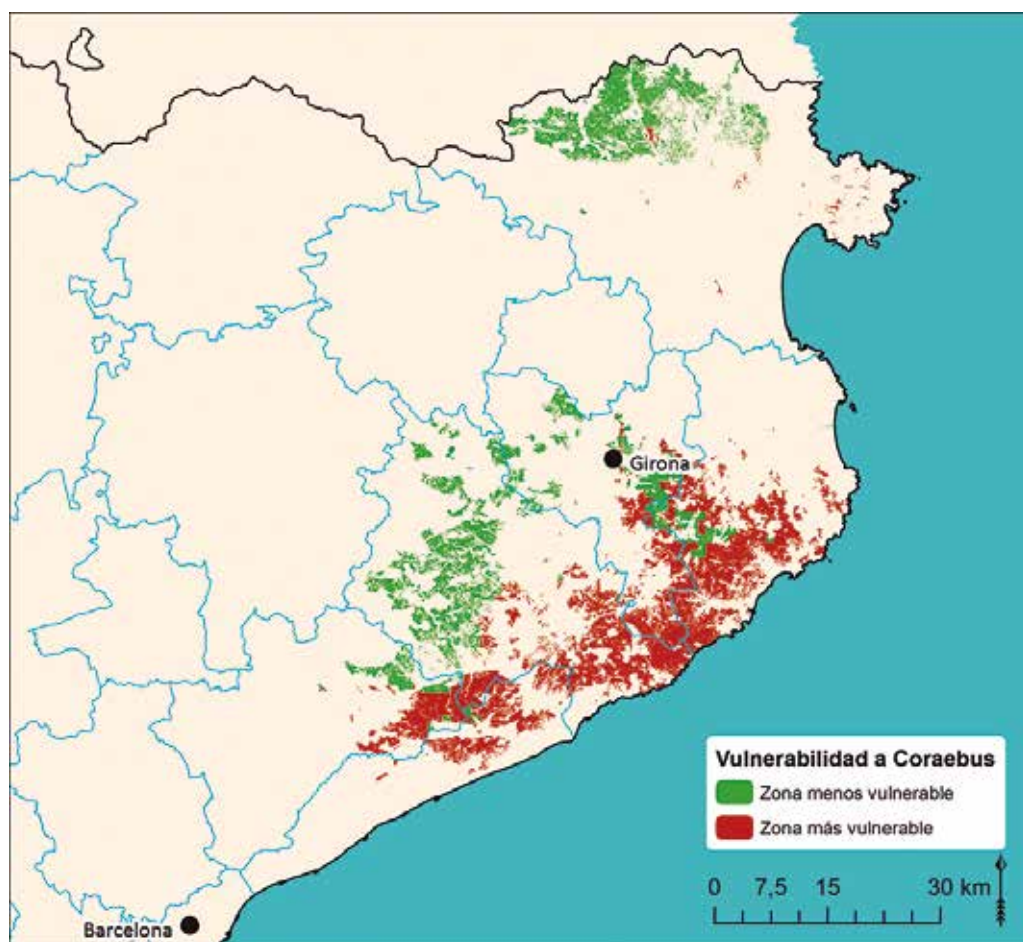 Girona
Vulnerabilidad a Coraebus
Zona menos vulnerable
Zona más vulnerable
0 7,5 15 30 km
Barcelona